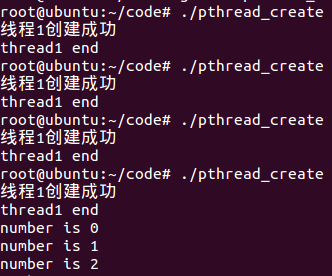 root@ubuntu:~/code# ./pthread_create
线程1创建成功
thread1 end
root@ubuntu:~/code# ./pthread_create
线程1创建成功
thread1 end
root@ubuntu:~/code# ./pthread_create
线程1创建成功
thread1 end
root@ubuntu:~/code# ./pthread_create
线程1创建成功
thread1 end
number is 0
number is 1
number is 2